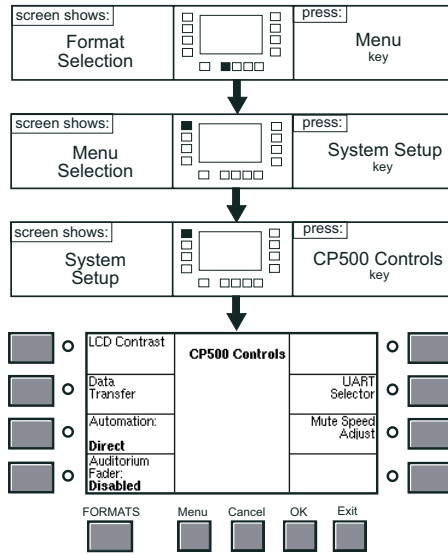 screen shows:
Format
Selection
press:
Menu
key
screen shows:
Menu
Selection
press:
System Setup
key
screen shows:
System
Setup
press:
CP500 Controls
key
LCD Contrast
CP500 Controls
Data
Transfer
UART
Selector
Automation:
Direct
Mute Speed
Adjust
Auditorium
Fader:
Disabled
FORMATS
Menu
Cancel
OK
Exit